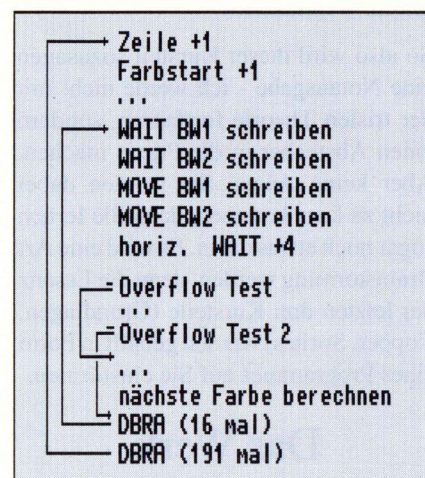 Zeile +1
Farbstart +1
...
WAIT BW1 schreiben
WAIT BW2 schreiben
MOVE BW1 schreiben
MOVE BW2 schreiben
horz. WAIT +4
Overflow Test
...
Overflow Test 2
...
nächste Farbe berechnen
DBRA (16 mal)
DBRA (191 mal)